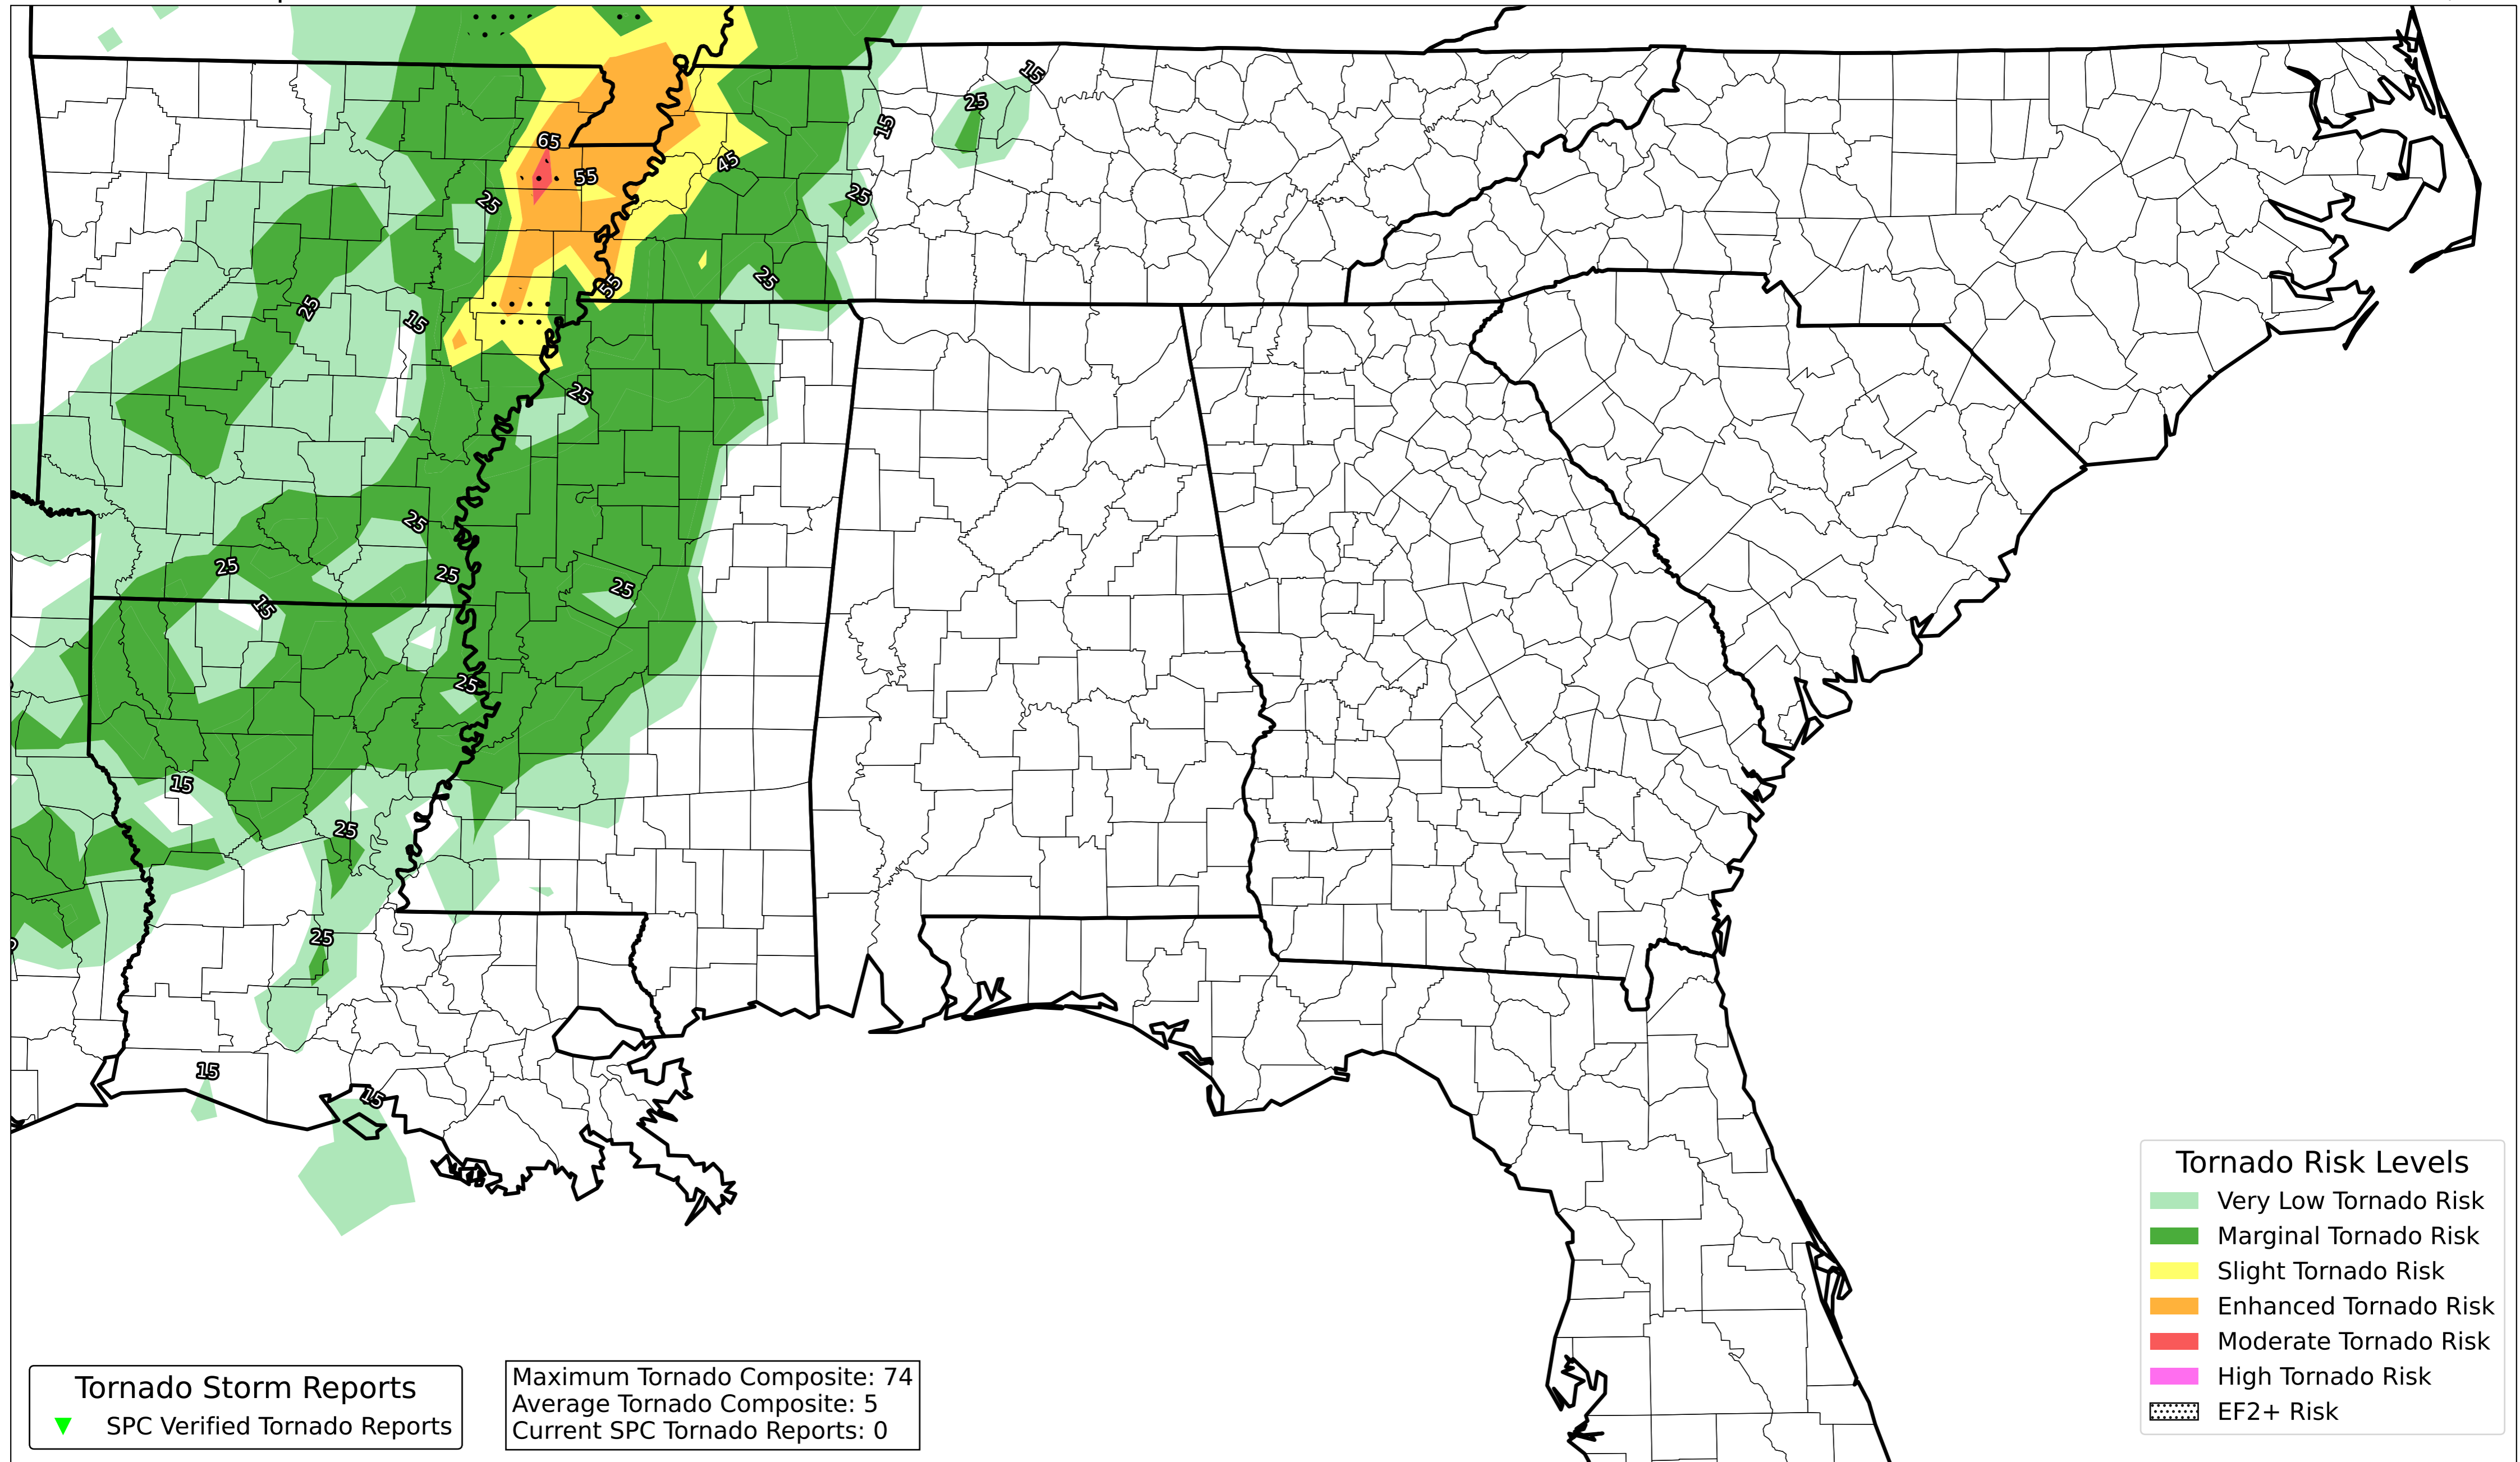 15
25
15
65
45
55
25
25
25
25
55
15
25
25
25
25
25
15
25
15
25
25
15
15
Tornado Risk Levels
Very Low Tornado Risk
Marginal Tornado Risk
Slight Tornado Risk
Enhanced Tornado Risk
Moderate Tornado Risk
High Tornado Risk
EF2+ Risk
Tornado Storm Reports
SPC Verified Tornado Reports
Maximum Tornado Composite: 74
Average Tornado Composite: 5
Current SPC Tornado Reports: 0